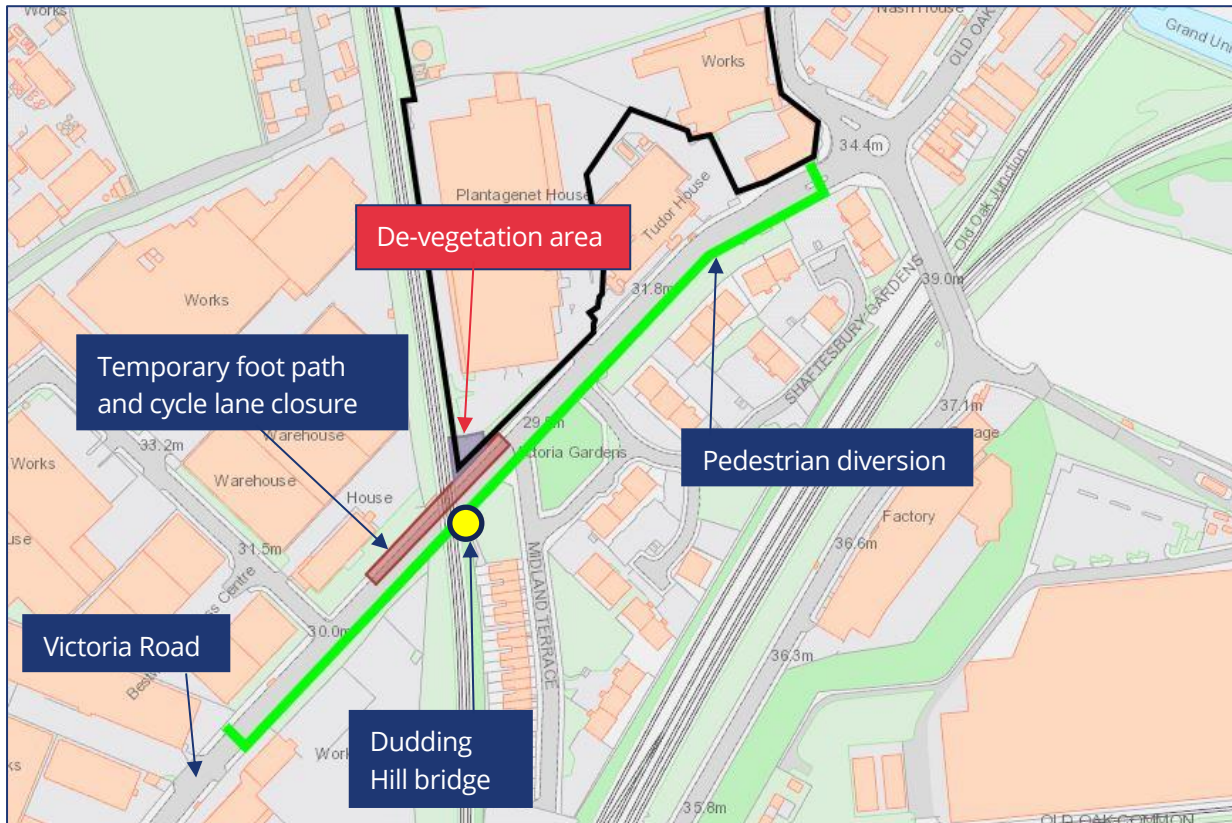 Works
Nash House
OLD OAK
Grand Uni
Works
34.4m
Old Oak Junction
Plantagenet House
Tudor House
De-vegetation area
39.0m
31.8m
Works
SHAFTESBURY GARDENS
Temporary foot path
and cycle lane closure
37.1m
29.
Victoria Gardens
Pedestrian diversion
33.2m
Warehouse
Works
Warehouse
House
Factory
31.5m
36.6m
MIDLAND TERRACE
30.0m
Victoria Road
36.3m
Dudding
Hill bridge
Work
35.8m
OLD OAK COMMON